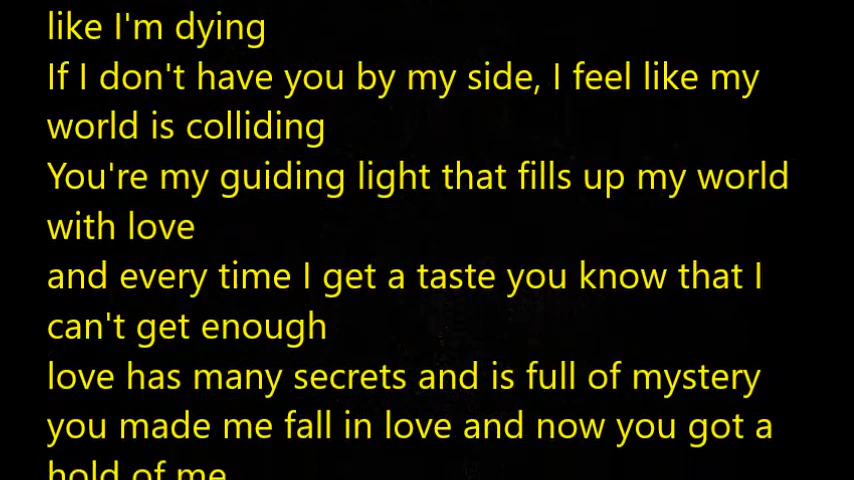 like I'm dying
If I don't have you by my side, I feel like my
world is colliding
You're my guiding light that fills up my world
with love
and every time I get a taste you know that I
can't get enough
love has many secrets and is full of mystery
you made me fall in love and now you got a
hold of me